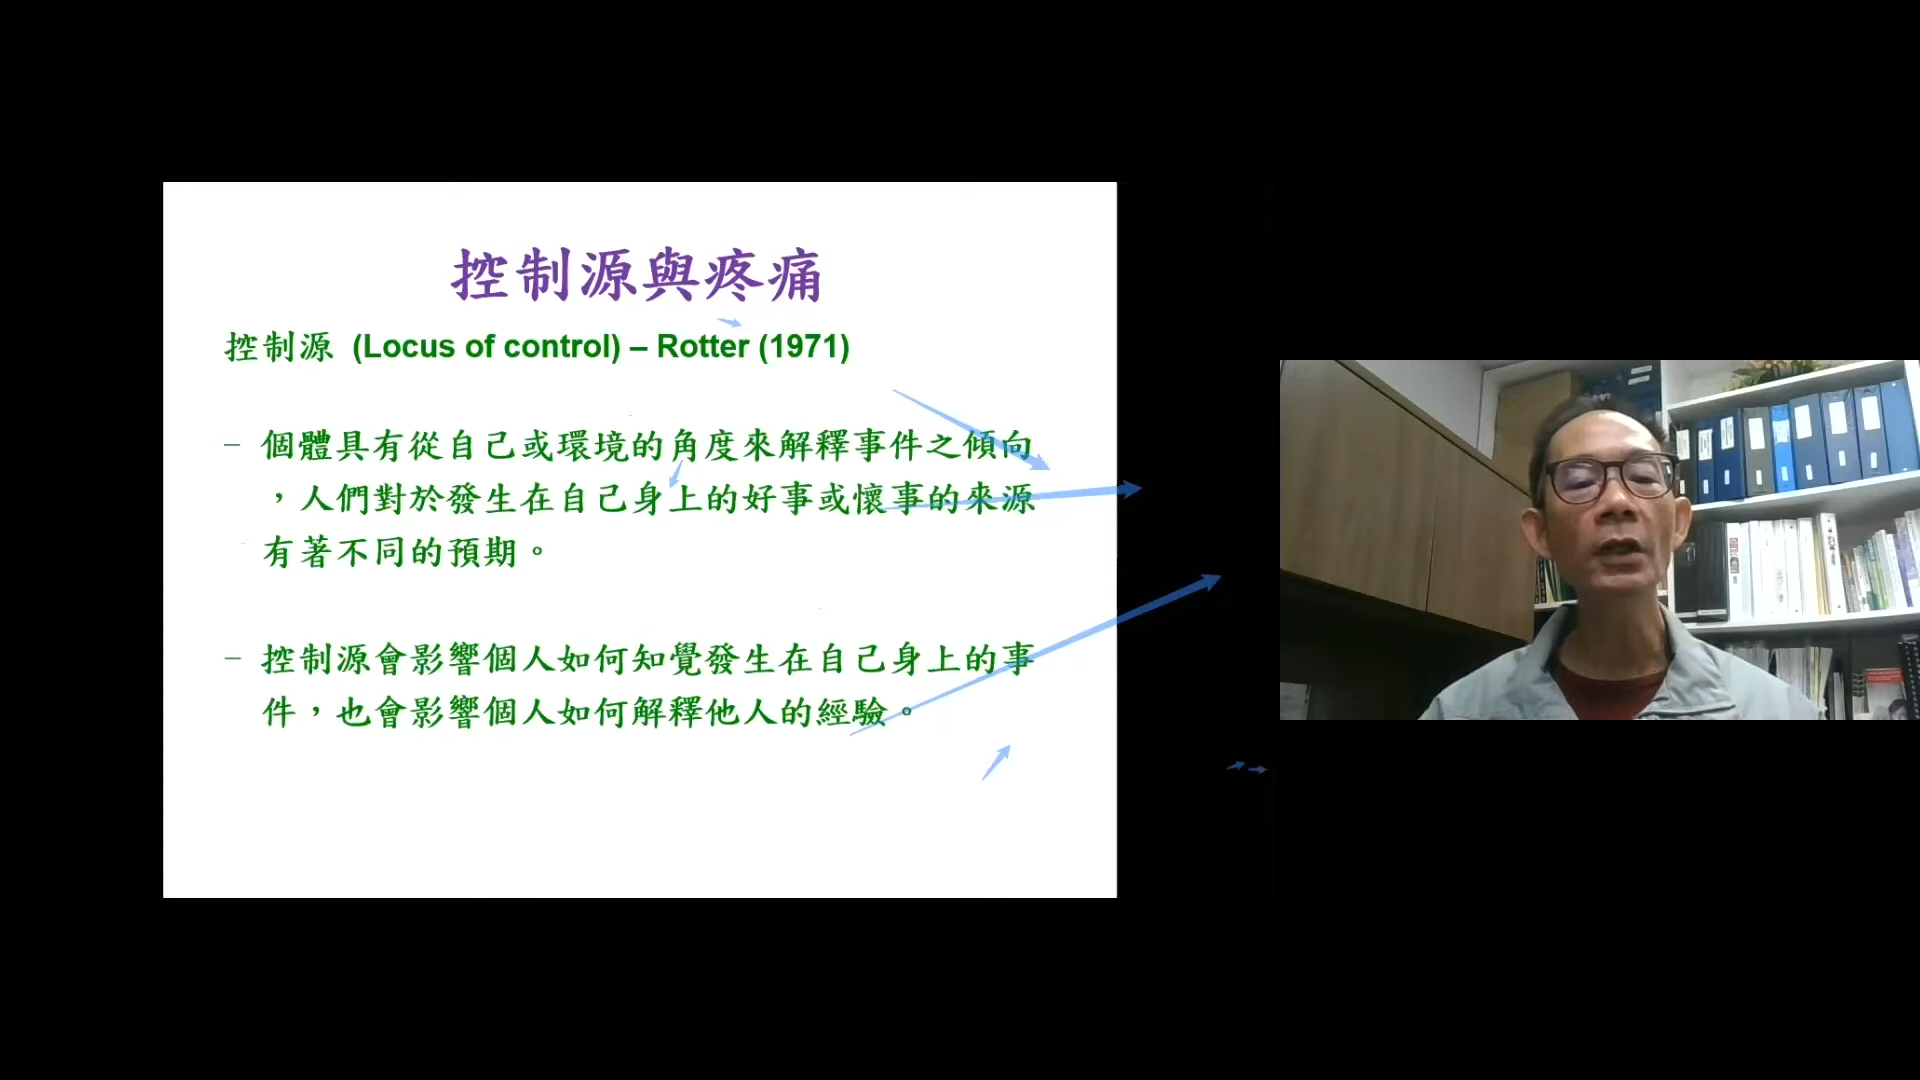 控制源與疼痛
控制源 (Locus of control) – Rotter (1971)
– 個體具有從自己或環境的角度來解釋事件之傾向
，人們對於發生在自己身上的好事或懷事的來源
有著不同的預期。
– 控制源會影響個人如何知覺發生在自己身上的事
件，也會影響個人如何解釋他人的經驗。